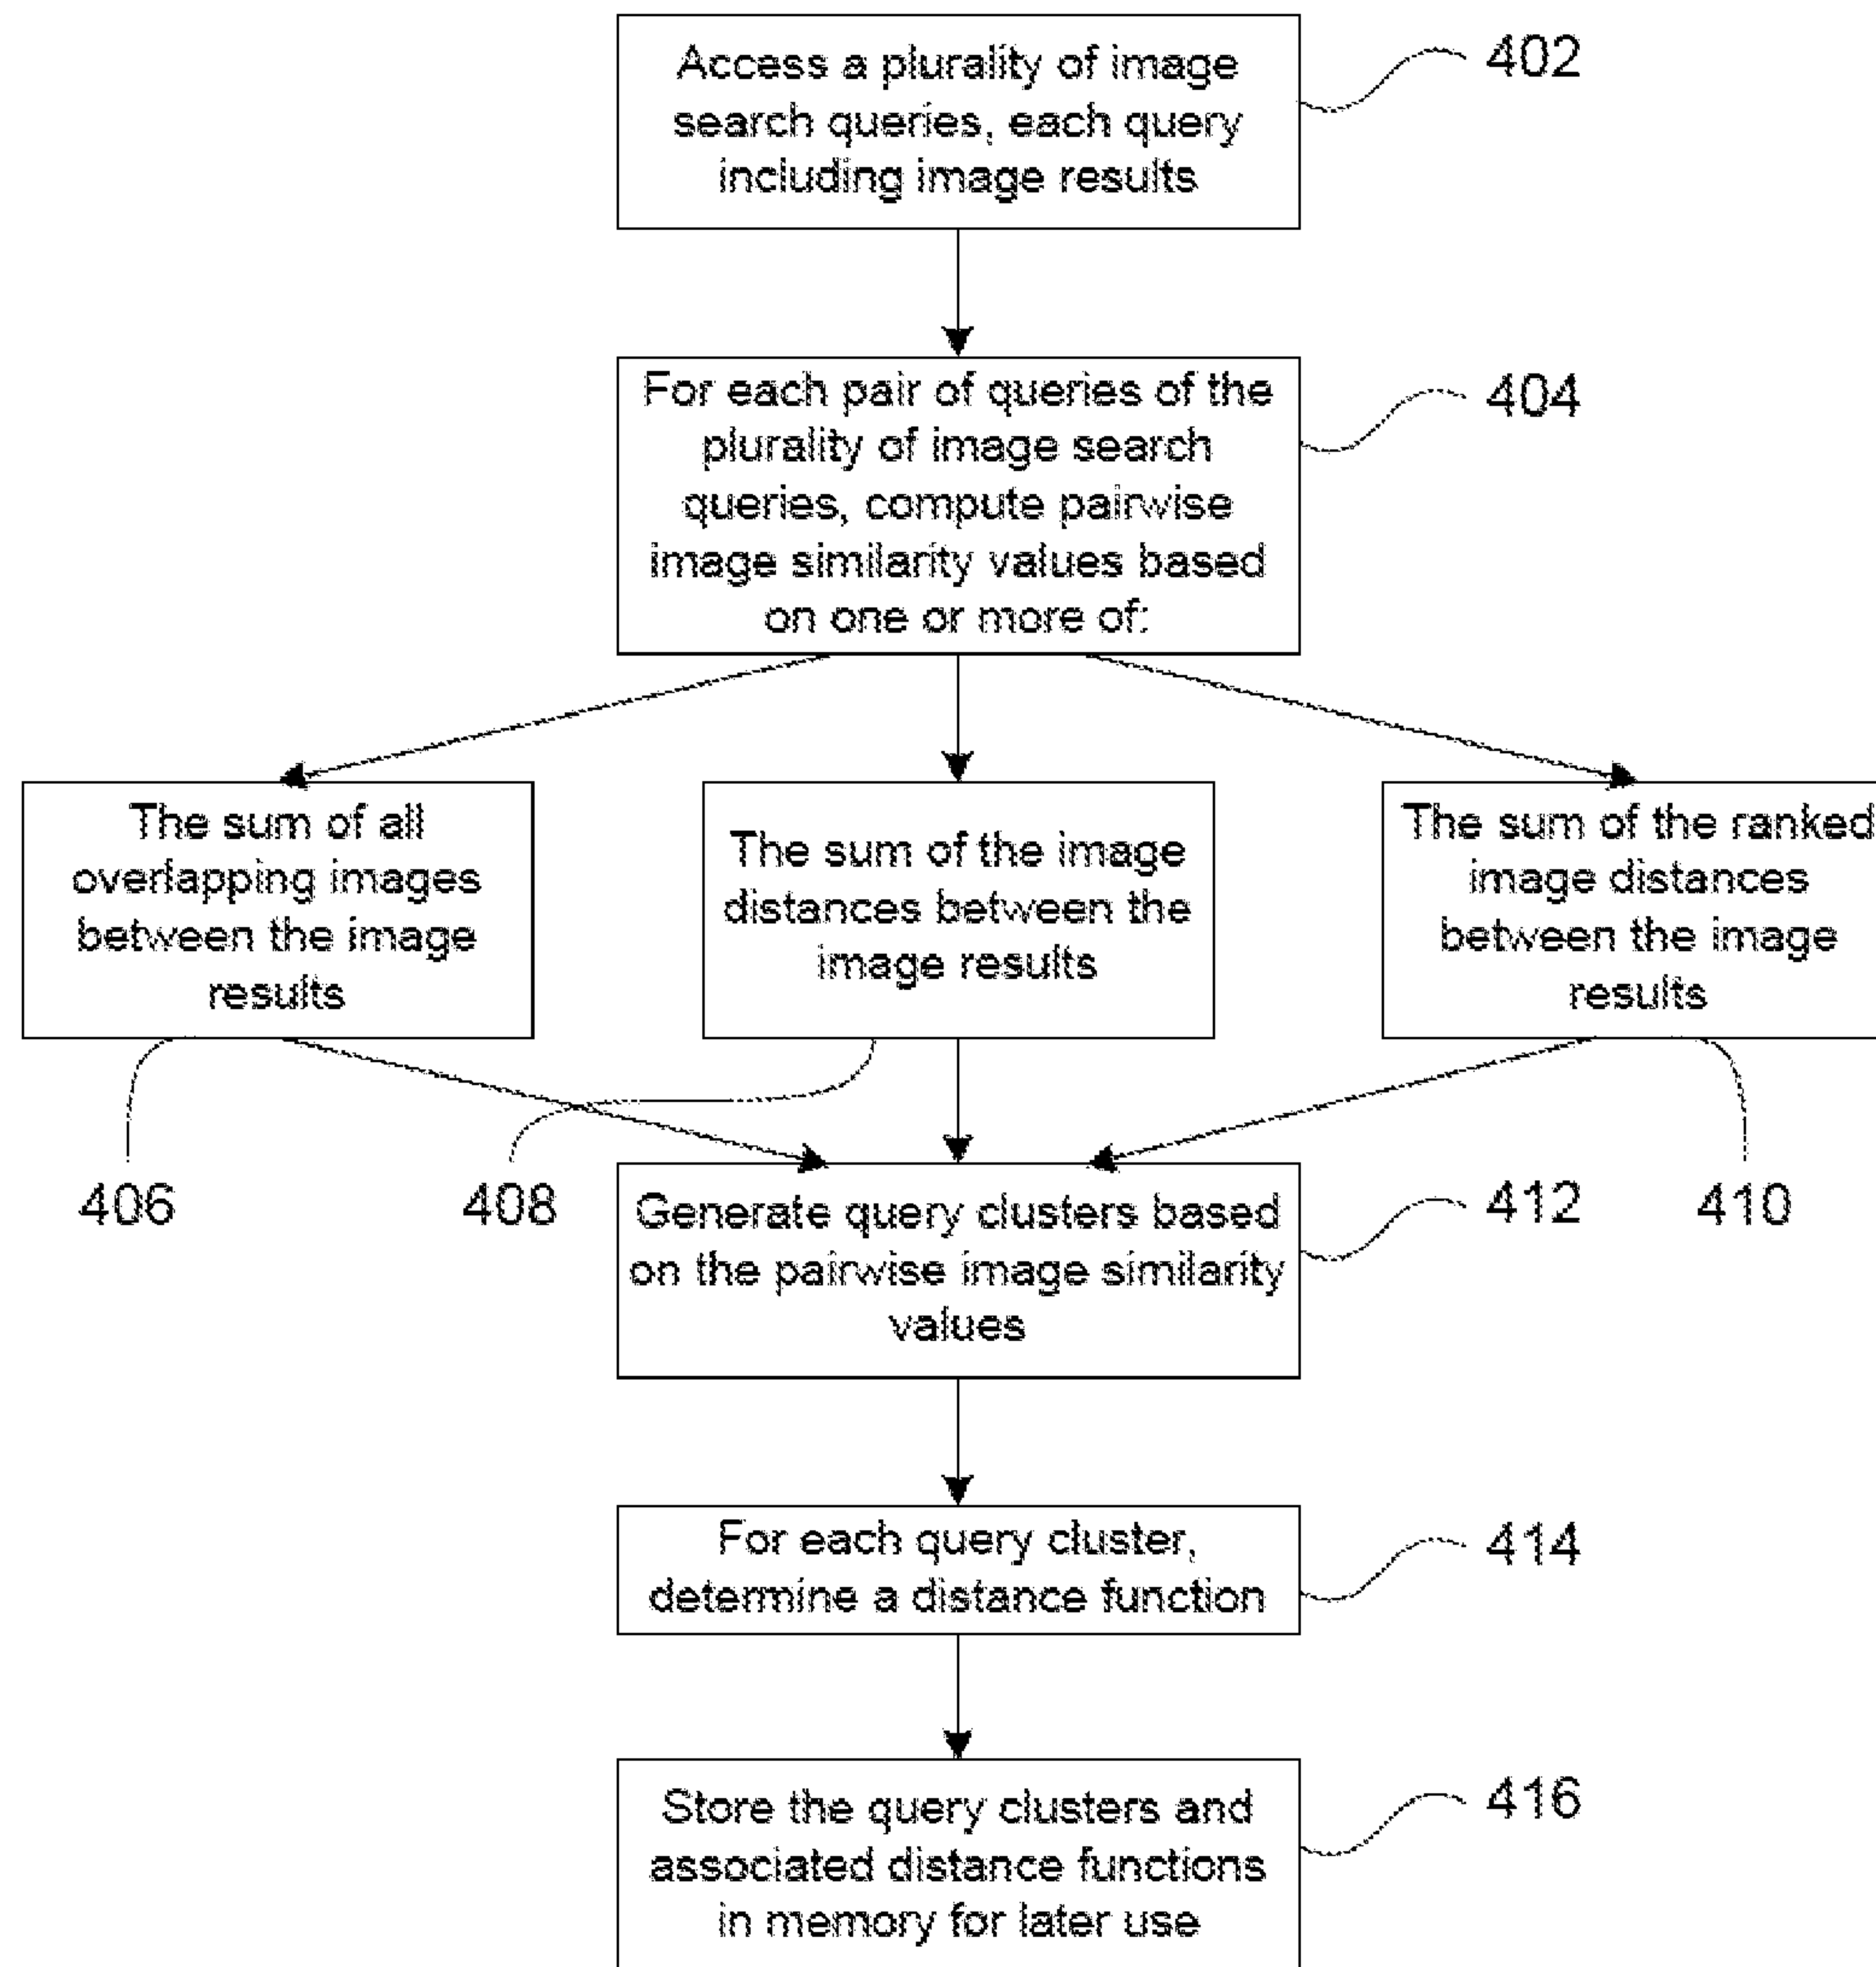 Access a plurality of image
search queries, each query
including image results
402
For each pair of queries of the
plurality of image search
queries, compute pairwise
image similarity values based
on one or more of:
404
The sum of all
overlapping images
between the image
results
The sum of the image
distances between the
image results
The sum of the ranked
image distances
between the image
results
406
408
410
Generate query clusters based
on the pairwise image similarity
values
412
For each query cluster,
determine a distance function
414
Store the query clusters and
associated distance functions
in memory for later use
416